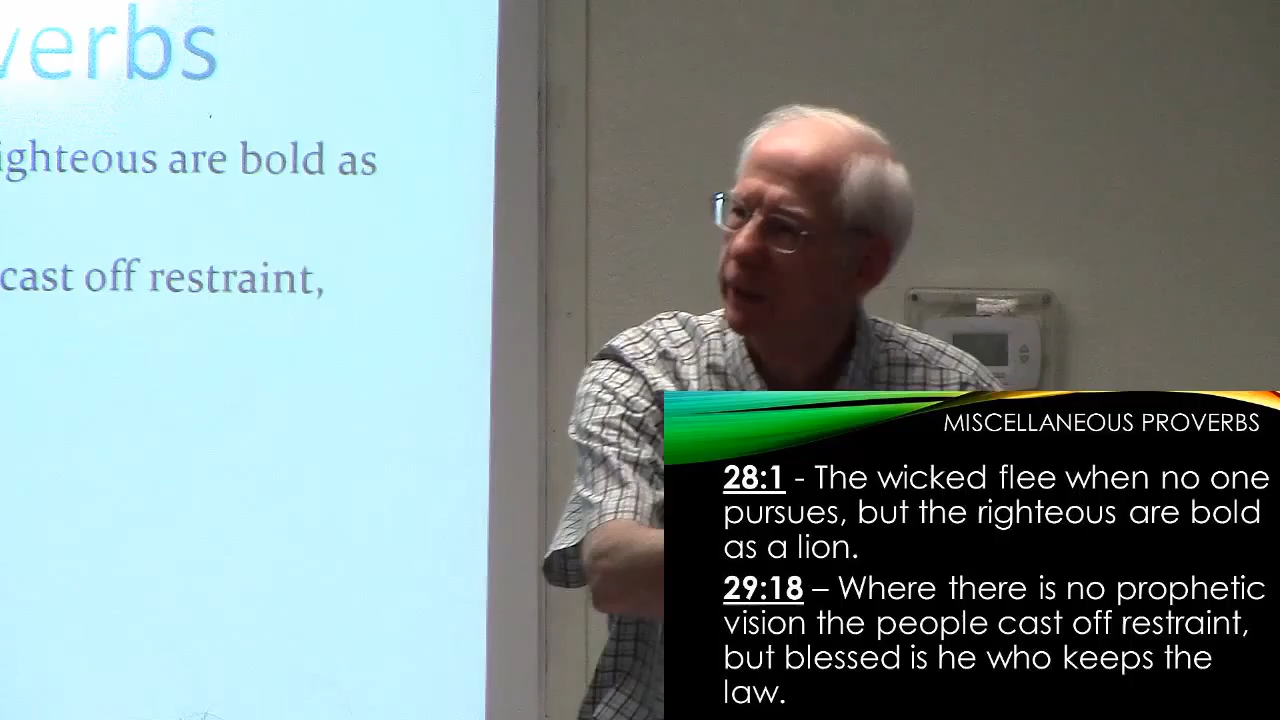 verbs
ighteous are bold as
cast off restraint,
MISCELLANEOUS PROVERBS
28:1 - The wicked flee when no one
pursues, but the righteous are bold
as a lion.
29:18 – Where there is no prophetic
vision the people cast off restraint,
but blessed is he who keeps the
law.